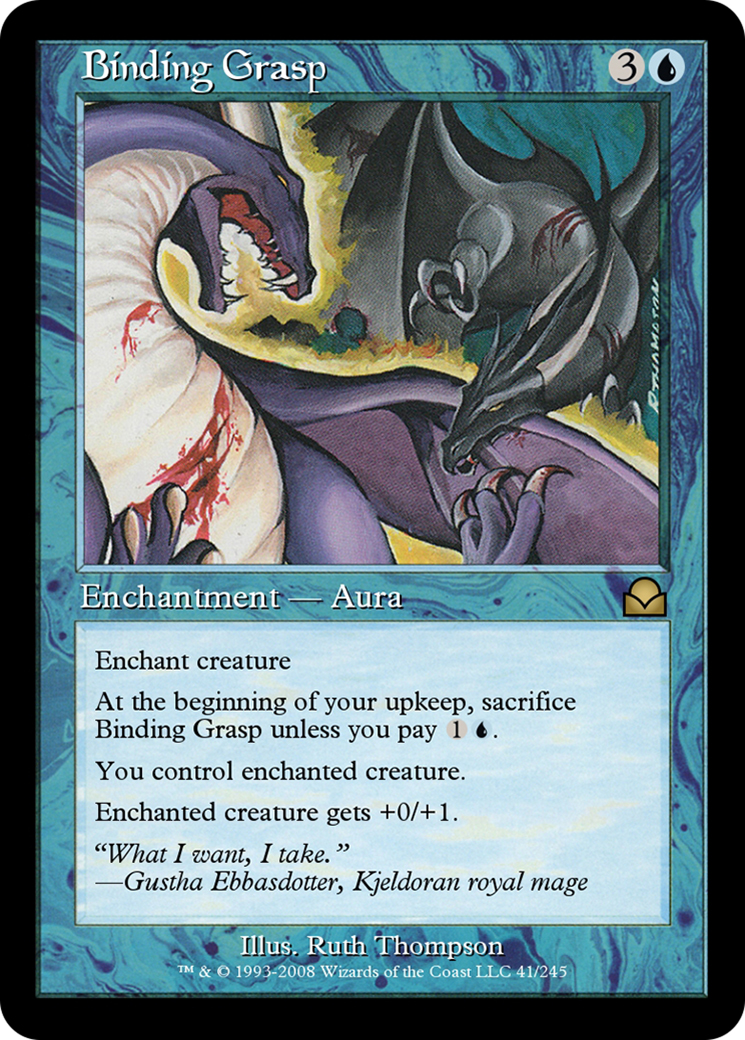 Binding Grasp 3
R.THOMPSON
Enchantment — Aura
Enchant creature
At the beginning of your upkeep, sacrifice
Binding Grasp unless you pay 1 .
You control enchanted creature.
Enchanted creature gets +0/+1.
“What I want, I take.”
—Gustha Ebbasdotter, Kjeldoran royal mage
Illus. Ruth Thompson
™ & © 1993-2008 Wizards of the Coast LLC 41/245